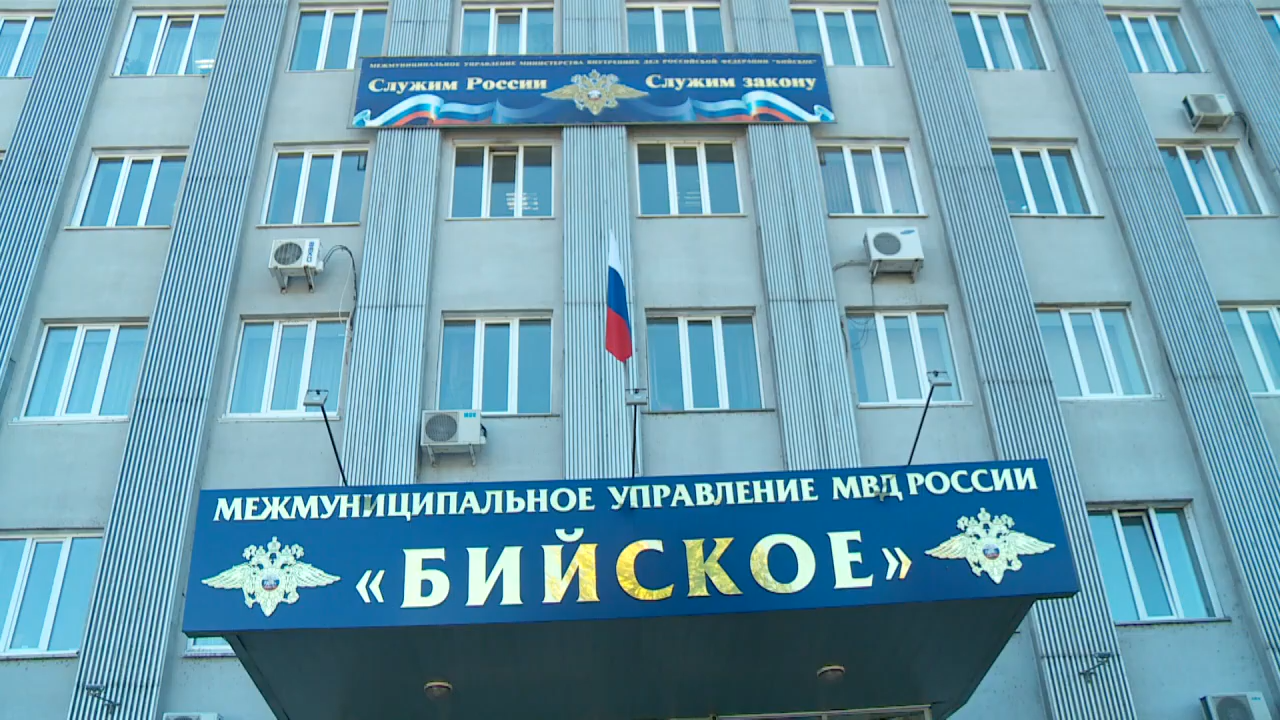 МЕЖМУНИЦИПАЛЬНОЕ УПРАВЛЕНИЕ МИНИСТЕРСТВА ВНУТРЕННИХ ДЕЛ РОССИЙСКОЙ ФЕДЕРАЦИИ "БИЙСКОЕ"
Служим России Служим закону
МЕЖМУНИЦИПАЛЬНОЕ УПРАВЛЕНИЕ МВД РОССИИ
«БИЙСКОЕ»